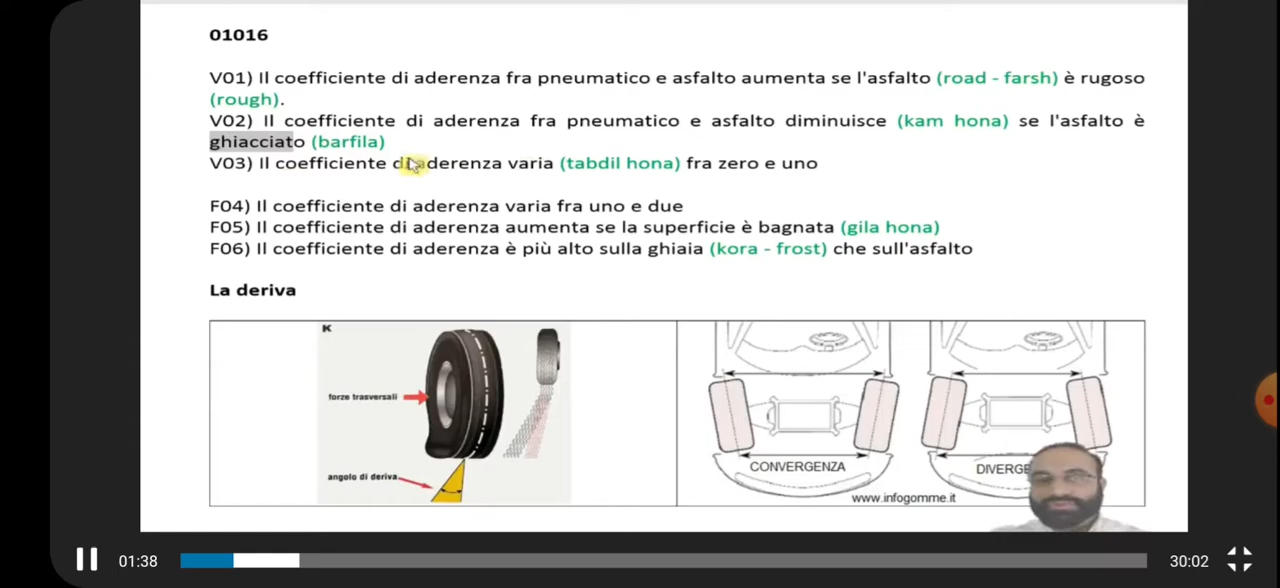 01016
V01) Il coefficiente di aderenza fra pneumatico e asfalto aumenta se l'asfalto (road - farsh) è rugoso
(rough).
V02) Il coefficiente di aderenza fra pneumatico e asfalto diminuisce (kam hona) se l'asfalto è
ghiacciato (barfila)
V03) Il coefficiente di aderenza varia (tabdil hona) fra zero e uno
F04) Il coefficiente di aderenza varia fra uno e due
F05) Il coefficiente di aderenza aumenta se la superficie è bagnata (gila hona)
F06) Il coefficiente di aderenza è più alto sulla ghiaia (kora - frost) che sull'asfalto
La deriva
K
forze trasversali
angolo di deriva
CONVERGENZA
DIVERGE
www.infogomme.it
01:38
30:02